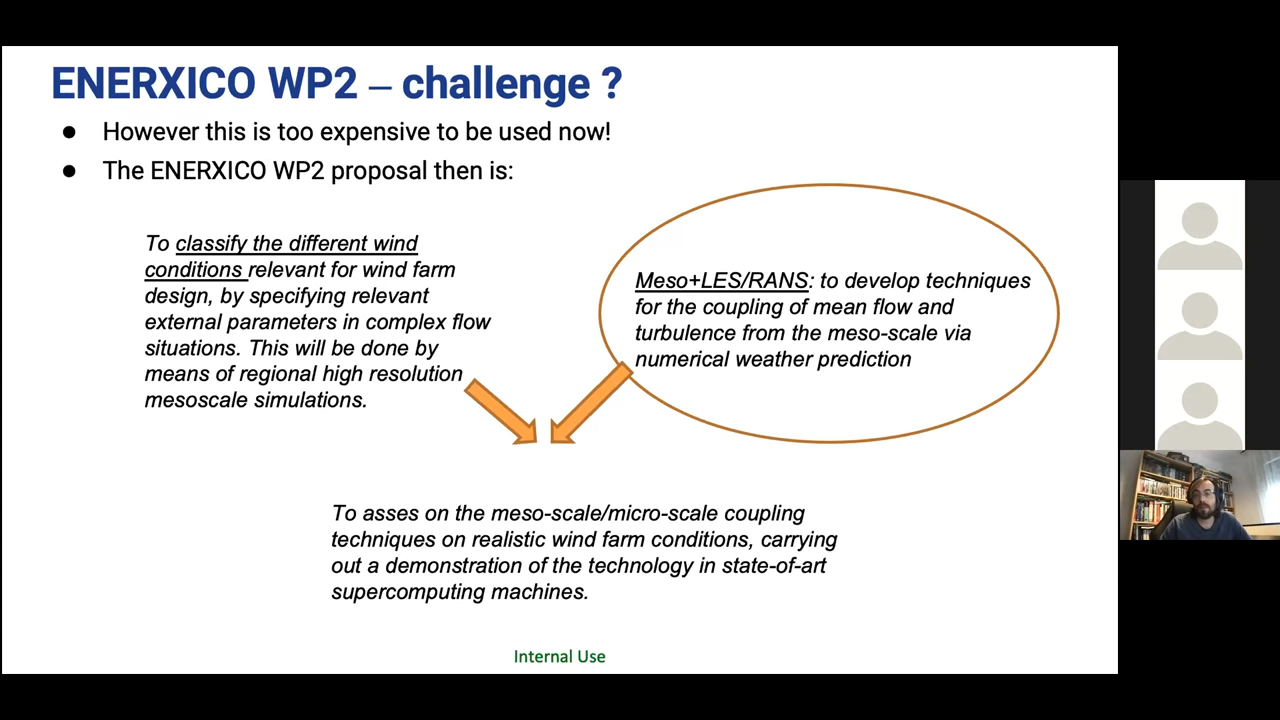 ENERXICO WP2 – challenge ?
● However this is too expensive to be used now!
● The ENERXICO WP2 proposal then is:
To classify the different wind
conditions relevant for wind farm
design, by specifying relevant
external parameters in complex flow
situations. This will be done by
means of regional high resolution
mesoscale simulations.
Meso+LES/RANS: to develop techniques
for the coupling of mean flow and
turbulence from the meso-scale via
numerical weather prediction
To asses on the meso-scale/micro-scale coupling
techniques on realistic wind farm conditions, carrying
out a demonstration of the technology in state-of-art
supercomputing machines.
Internal Use